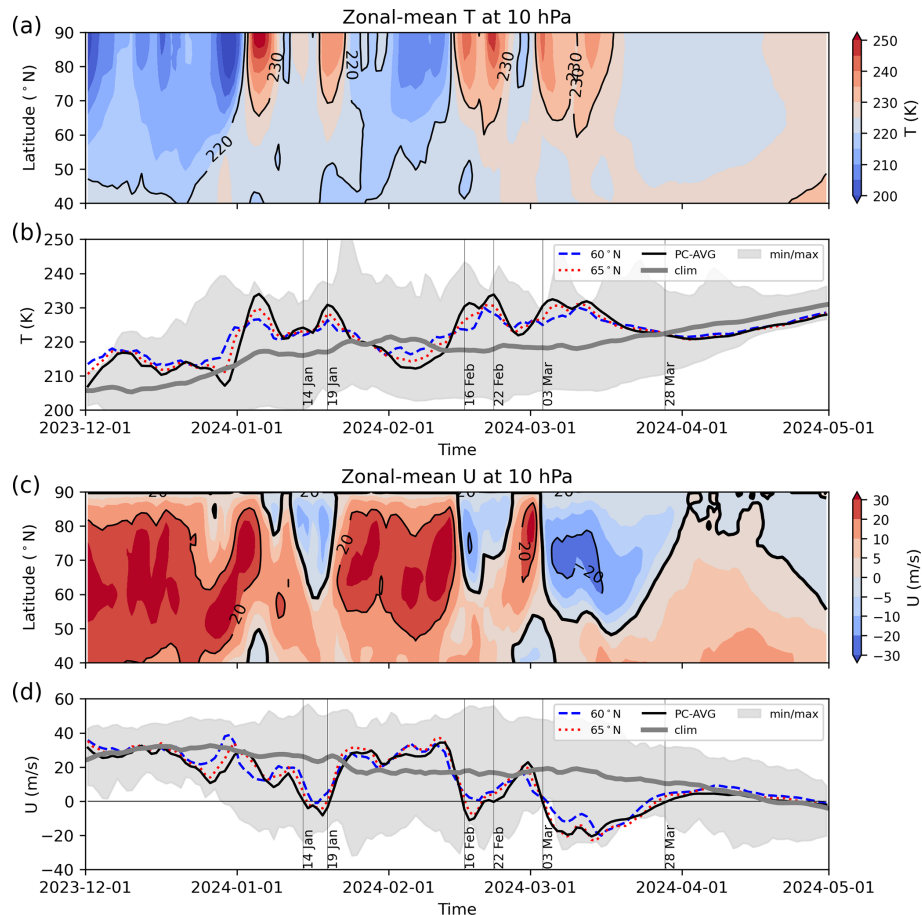 (a)
Zonal-mean T at 10 hPa
90
80
70
60
50
40
Latitude (°N)
220
230
220
230
230
230
250
240
230
220
210
200
T (K)
(b)
250
240
230
220
210
200
T (K)
60°N
65°N
PC-AVG
clim
min/max
14 Jan
19 Jan
16 Feb
22 Feb
03 Mar
28 Mar
2023-12-01
2024-01-01
2024-02-01
2024-03-01
2024-04-01
2024-05-01
Time
(c)
Zonal-mean U at 10 hPa
90
80
70
60
50
40
Latitude (°N)
20
20
20
20
20
20
20
-20
30
20
10
5
0
−5
−10
−20
−30
U (m/s)
(d)
60
40
20
0
−20
−40
U (m/s)
60°N
65°N
PC-AVG
clim
min/max
14 Jan
19 Jan
16 Feb
22 Feb
03 Mar
28 Mar
2023-12-01
2024-01-01
2024-02-01
2024-03-01
2024-04-01
2024-05-01
Time